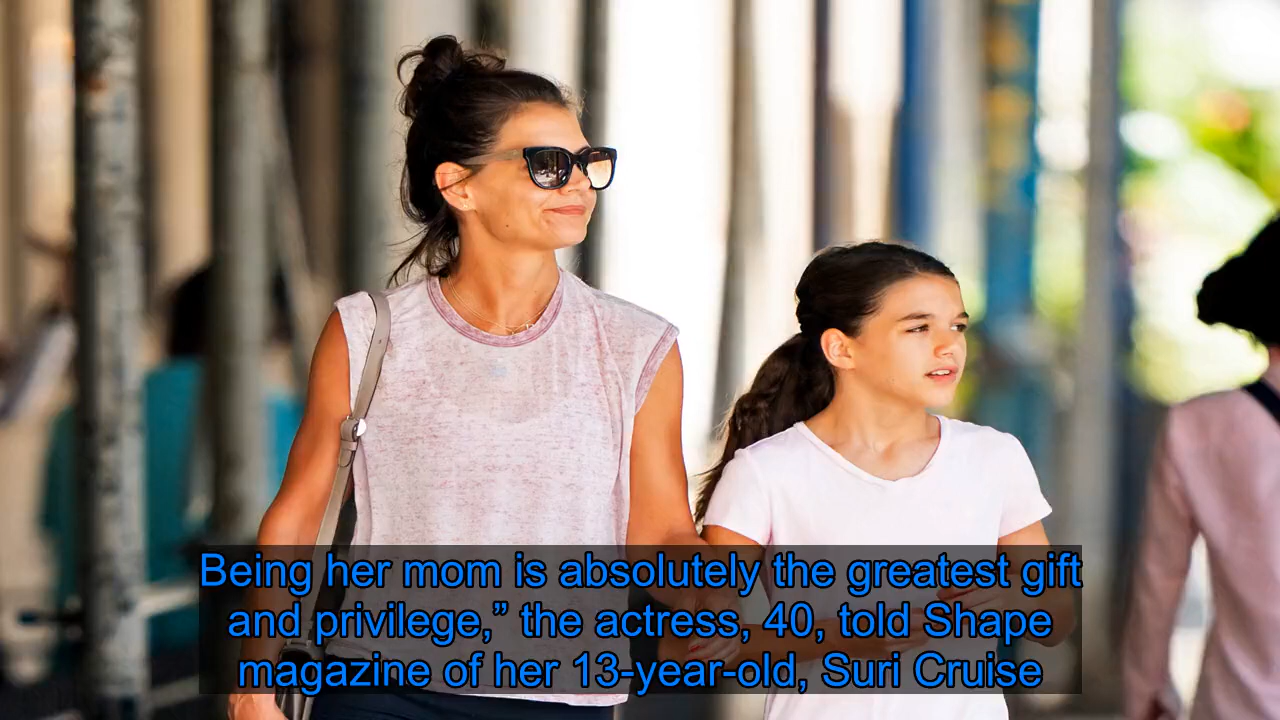 Being her mom is absolutely the greatest gift
and privilege,” the actress, 40, told Shape
magazine of her 13-year-old, Suri Cruise